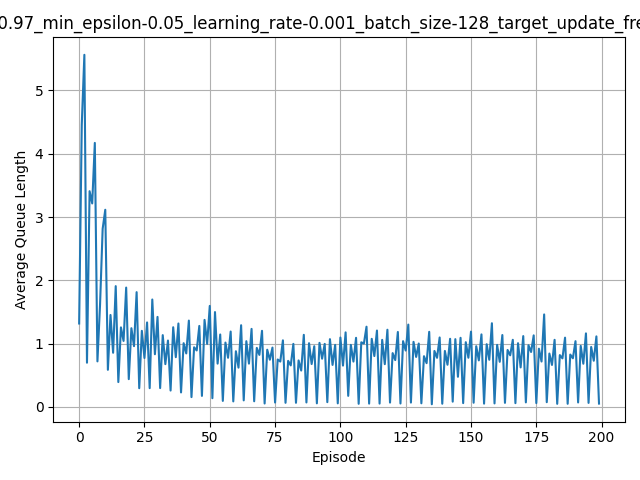 0.97_min_epsilon-0.05_learning_rate-0.001_batch_size-128_target_update_fre
Average Queue Length
5
4
3
2
1
0
0 25 50 75 100 125 150 175 200
Episode